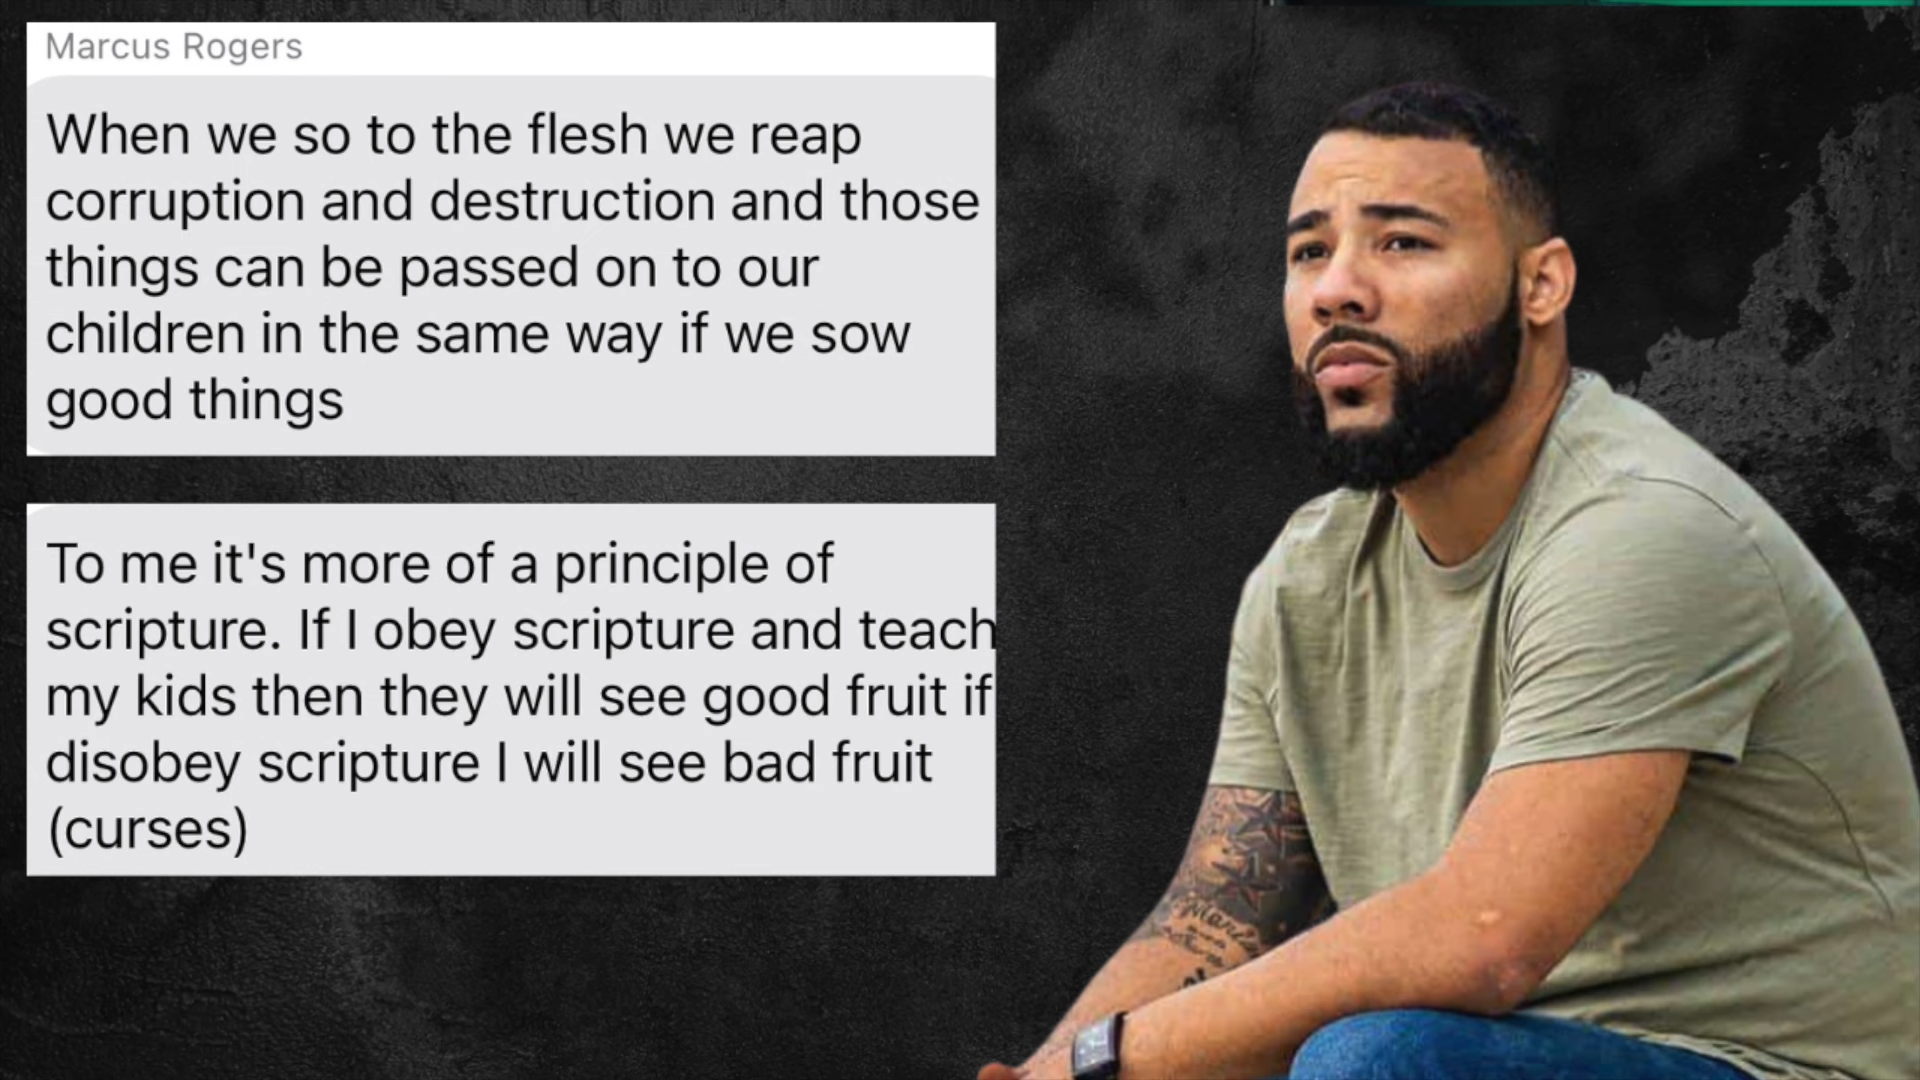 Marcus Rogers
When we so to the flesh we reap
corruption and destruction and those
things can be passed on to our
children in the same way if we sow
good things
To me it's more of a principle of
scripture. If I obey scripture and teach
my kids then they will see good fruit if
disobey scripture I will see bad fruit
(curses)